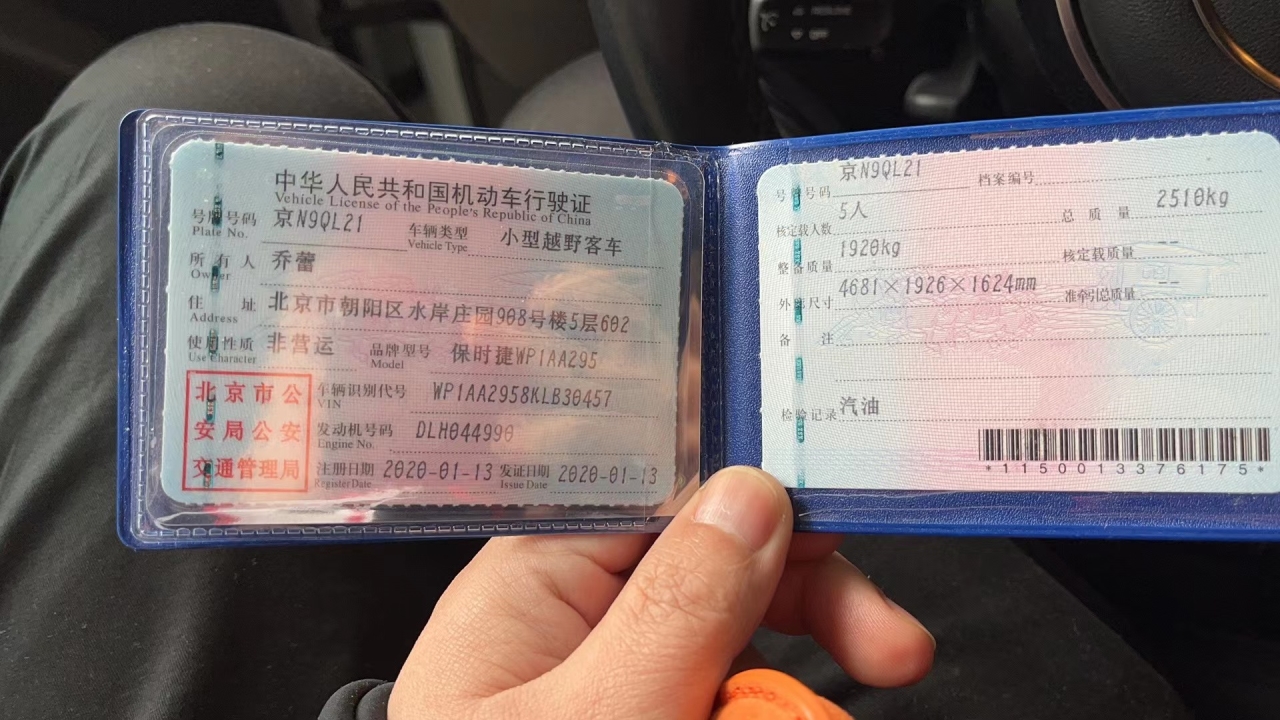 中华人民共和国机动车行驶证
Vehicle License of the People's Republic of China
号牌号码 京N9QL21 车辆类型 小型越野客车
Plate No. Vehicle Type
所有人 乔蕾
Owner
住址 北京市朝阳区水岸庄园908号楼5层602
Address
使用性质 非营运 品牌型号 保时捷WP1AA295
Use Character Model
北京市公安局公安交通管理局
车辆识别代号 WP1AA2958KLB30457
VIN
发动机号码 DLH044990
Engine No.
注册日期 2020-01-13 发证日期 2020-01-13
Register Date Issue Date
号牌号码 京N9QL21 档案编号
核定载人数 5人 总质量 2510kg
整备质量 1920kg 核定载质量 --
外廓尺寸 4681×1926×1624mm 准牵引总质量 --
备注
检验记录 汽油
*1150013376175*
OFF